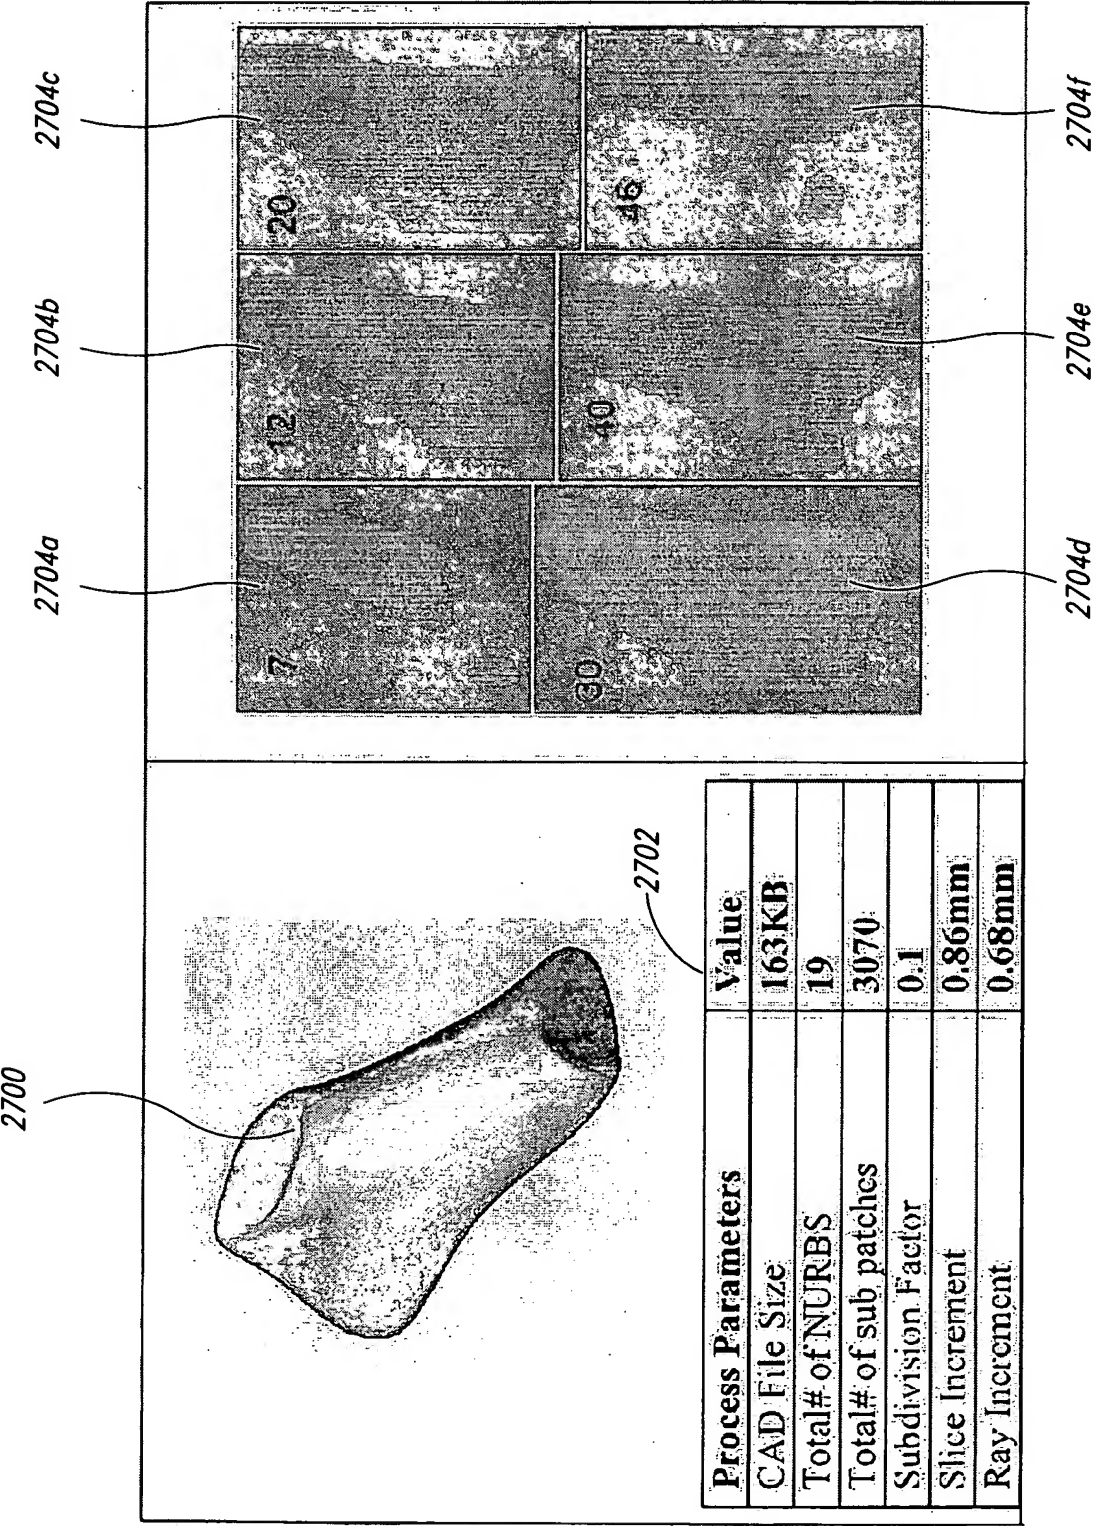 2700
2704a
2704b
2704c
7
12
20
30
40
46
2704d
2704e
2704f
2702
Process Parameters Value
CAD File Size 163KB
Total# of NURBS 19
Total# of sub patches 3070
Subdivision Factor 0.1
Slice Increment 0.86mm
Ray Increment 0.68mm